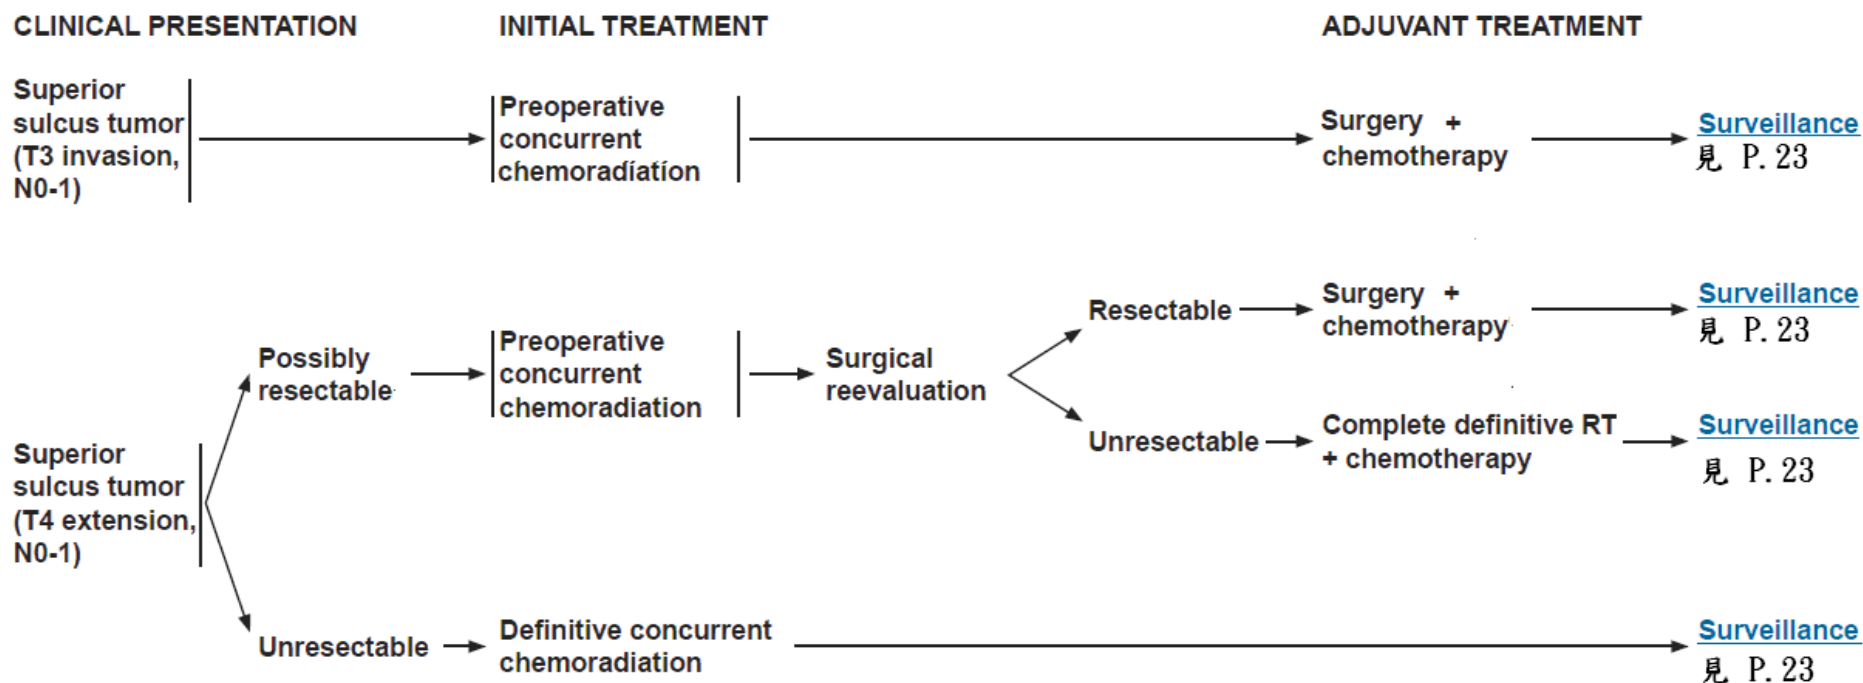 CLINICAL PRESENTATION
INITIAL TREATMENT
ADJUVANT TREATMENT
Superior
sulcus tumor
(T3 invasion,
N0-1)
Preoperative
concurrent
chemoradíatíon
Surgery +
chemotherapy
Surveillance
見 P.23
Superior
sulcus tumor
(T4 extension,
N0-1)
Possibly
resectable
Preoperative
concurrent
chemoradiation
Surgical
reevaluation
Resectable
Surgery +
chemotherapy
Surveillance
見 P.23
Unresectable
Complete definitive RT
+ chemotherapy
Surveillance
見 P.23
Unresectable
Definitive concurrent
chemoradiation
Surveillance
見 P.23